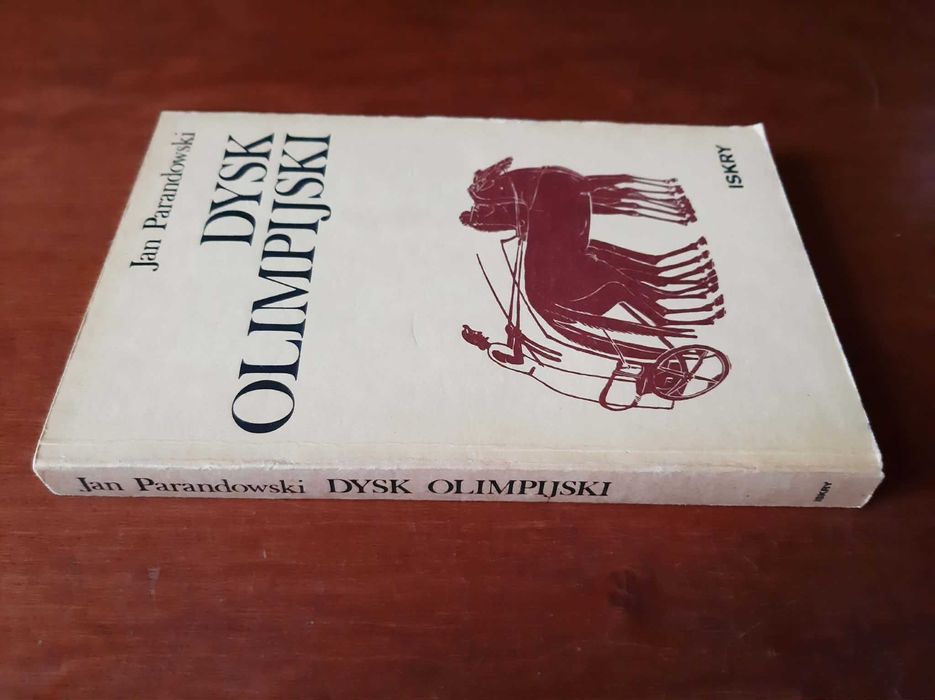 Jan Parandowski
DYSK
OLIMPIJSKI
ISKRY
Jan Parandowski DYSK OLIMPIJSKI ISKRY